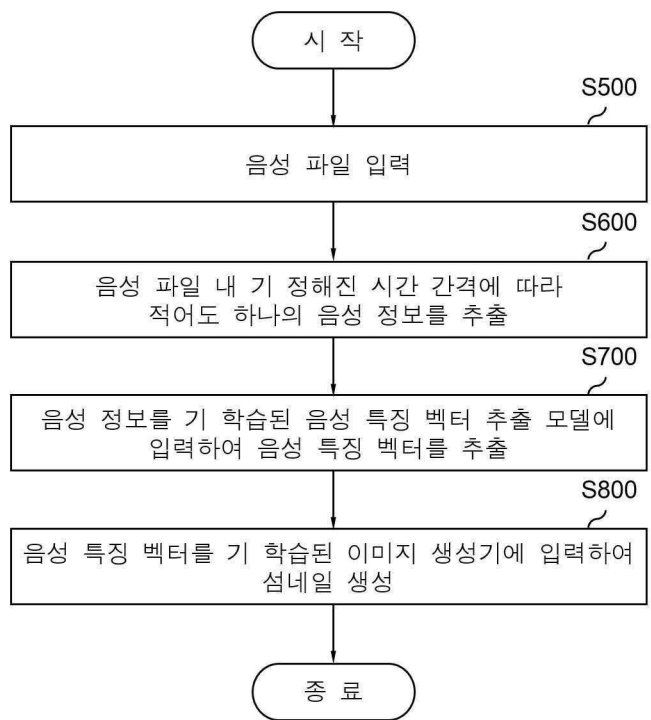 시 작
S500
음성 파일 입력
S600
음성 파일 내 기 정해진 시간 간격에 따라
적어도 하나의 음성 정보를 추출
S700
음성 정보를 기 학습된 음성 특징 벡터 추출 모델에
입력하여 음성 특징 벡터를 추출
S800
음성 특징 벡터를 기 학습된 이미지 생성기에 입력하여
섬네일 생성
종 료